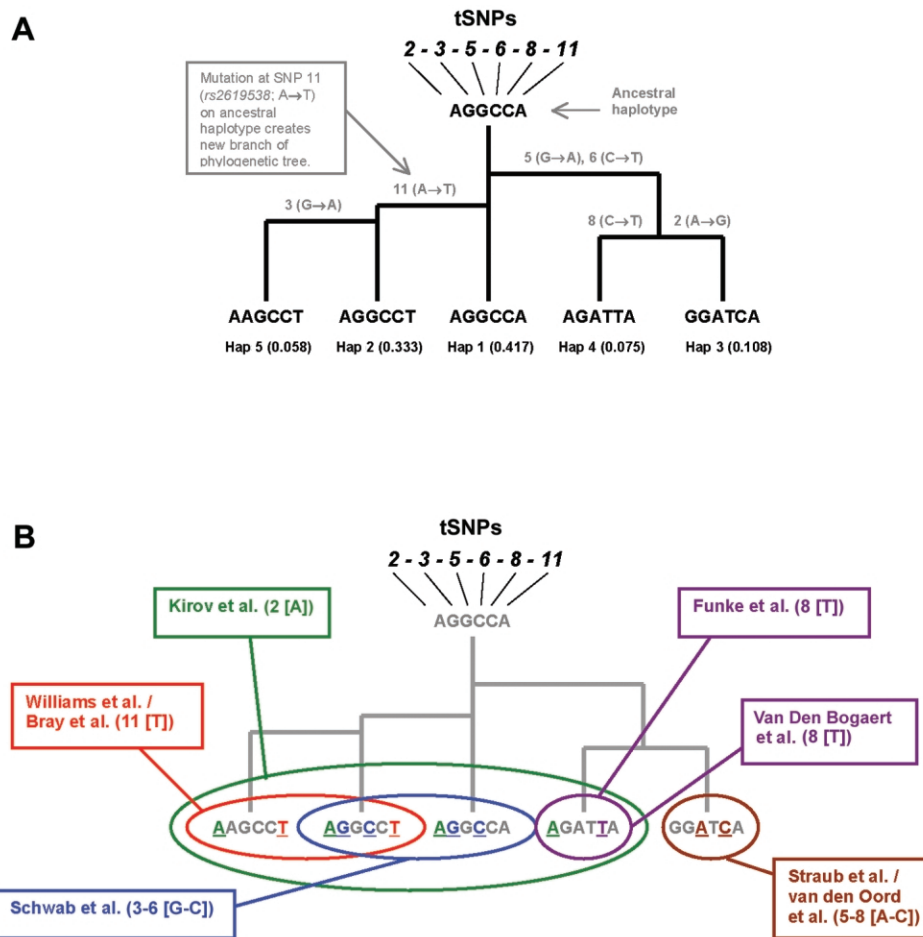 A
tSNPs
2 - 3 - 5 - 6 - 8 - 11
Mutation at SNP 11
(rs2619538; A→T)
on ancestral
haplotype creates
new branch of
phylogenetic tree.
AGGCCA
Ancestral
haplotype
5 (G→A), 6 (C→T)
11 (A→T)
3 (G→A)
8 (C→T)
2 (A→G)
AAGCCT AGGCCT AGGCCA AGATTA GGATCA
Hap 5 (0.058) Hap 2 (0.333) Hap 1 (0.417) Hap 4 (0.075) Hap 3 (0.108)
B
tSNPs
2 - 3 - 5 - 6 - 8 - 11
Kirov et al. (2 [A])
Funke et al. (8 [T])
AGGCCA
Williams et al. /
Bray et al. (11 [T])
Van Den Bogaert
et al. (8 [T])
AAGCCT AGGCCT AGGCCA AGATTA GGATCA
Schwab et al. (3-6 [G-C])
Straub et al. /
van den Oord
et al. (5-8 [A-C])